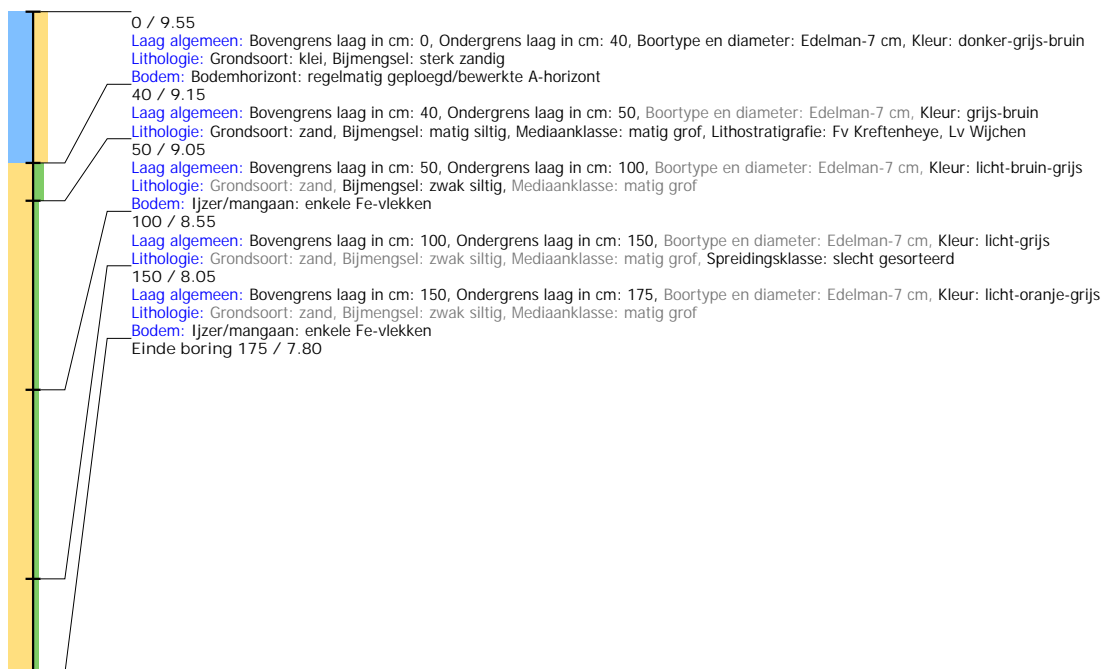 0 / 9.55
Laag algemeen: Bovengrens laag in cm: 0, Ondergrens laag in cm: 40, Boortype en diameter: Edelman-7 cm, Kleur: donker-grijs-bruin
Lithologie: Grondsoort: klei, Bijmengsel: sterk zandig
Bodem: Bodemhorizont: regelmatig geploegd/bewerkte A-horizont
40 / 9.15
Laag algemeen: Bovengrens laag in cm: 40, Ondergrens laag in cm: 50, Boortype en diameter: Edelman-7 cm, Kleur: grijs-bruin
Lithologie: Grondsoort: zand, Bijmengsel: matig siltig, Mediaanklasse: matig grof, Lithostratigrafie: Fv Kreftenheye, Lv Wijchen
50 / 9.05
Laag algemeen: Bovengrens laag in cm: 50, Ondergrens laag in cm: 100, Boortype en diameter: Edelman-7 cm, Kleur: licht-bruin-grijs
Lithologie: Grondsoort: zand, Bijmengsel: zwak siltig, Mediaanklasse: matig grof
Bodem: Ijzer/mangaan: enkele Fe-vlekken
100 / 8.55
Laag algemeen: Bovengrens laag in cm: 100, Ondergrens laag in cm: 150, Boortype en diameter: Edelman-7 cm, Kleur: licht-grijs
Lithologie: Grondsoort: zand, Bijmengsel: zwak siltig, Mediaanklasse: matig grof, Spreidingsklasse: slecht gesorteerd
150 / 8.05
Laag algemeen: Bovengrens laag in cm: 150, Ondergrens laag in cm: 175, Boortype en diameter: Edelman-7 cm, Kleur: licht-oranje-grijs
Lithologie: Grondsoort: zand, Bijmengsel: zwak siltig, Mediaanklasse: matig grof
Bodem: Ijzer/mangaan: enkele Fe-vlekken
Einde boring 175 / 7.80